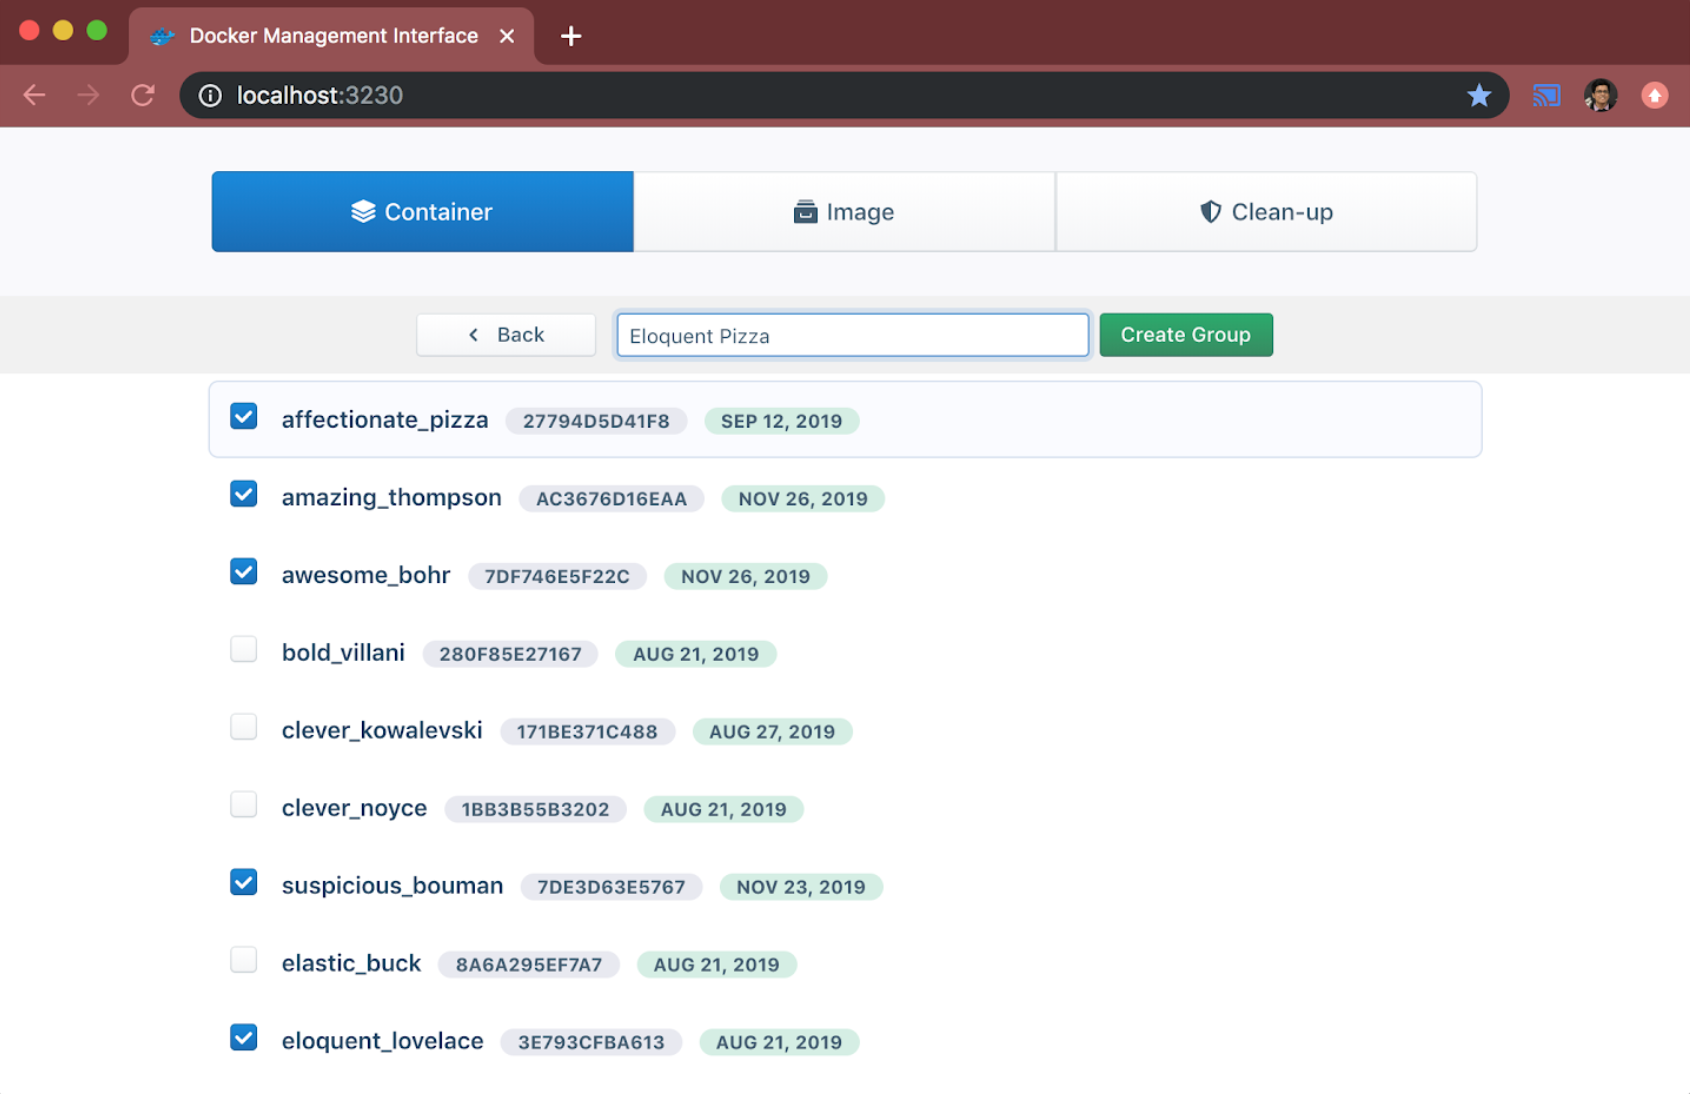 Docker Management Interface
localhost:3230
Container Image Clean-up
Back Eloquent Pizza Create Group
affectionate_pizza 27794D5D41F8 SEP 12, 2019
amazing_thompson AC3676D16EAA NOV 26, 2019
awesome_bohr 7DF746E5F22C NOV 26, 2019
bold_villani 280F85E27167 AUG 21, 2019
clever_kowalevski 171BE371C488 AUG 27, 2019
clever_noyce 1BB3B55B3202 AUG 21, 2019
suspicious_bouman 7DE3D63E5767 NOV 23, 2019
elastic_buck 8A6A295EF7A7 AUG 21, 2019
eloquent_lovelace 3E793CFBA613 AUG 21, 2019